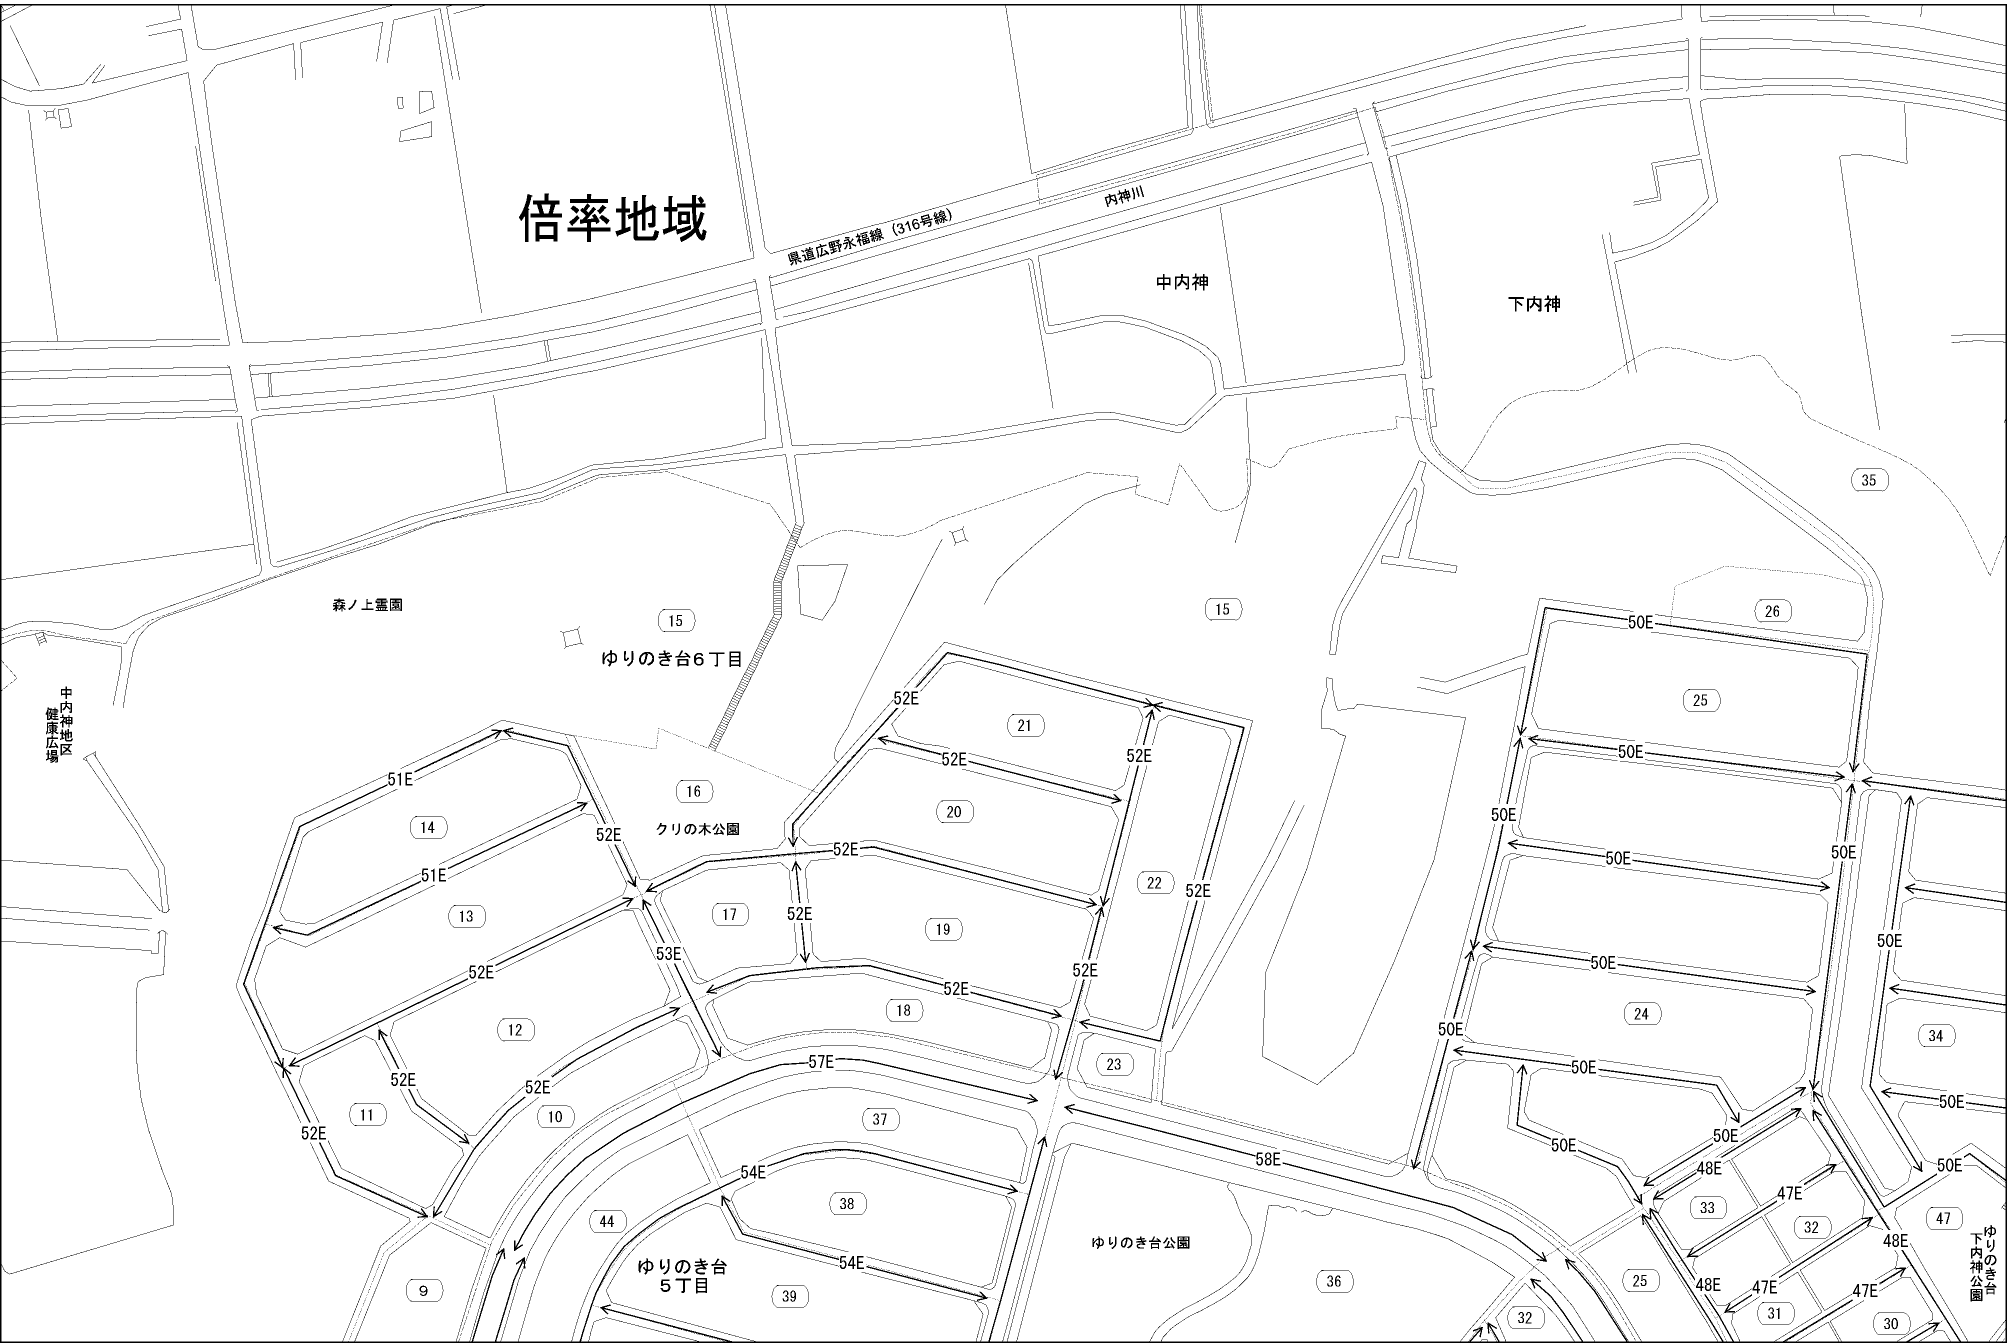 倍率地域
県道広野永福線（316号線）
内神川
中内神
下内神
35
森ノ上霊園
15
ゆりのき台６丁目
15
26
50E
25
中内神地区
健康広場
52E
21
52E
52E
50E
51E
14
16
クリの木公園
52E
20
52E
50E
50E
50E
50E
51E
13
17
52E
19
22
52E
53E
52E
52E
52E
18
50E
24
50E
50E
34
12
52E
11
52E
52E
10
57E
23
50E
50E
37
50E
50E
48E
58E
54E
38
44
ゆりのき台
５丁目
54E
39
9
ゆりのき台公園
36
50E
47E
33
32
47
48E
ゆりのき台
下内神公園
25
48E
47E
47E
31
30
32